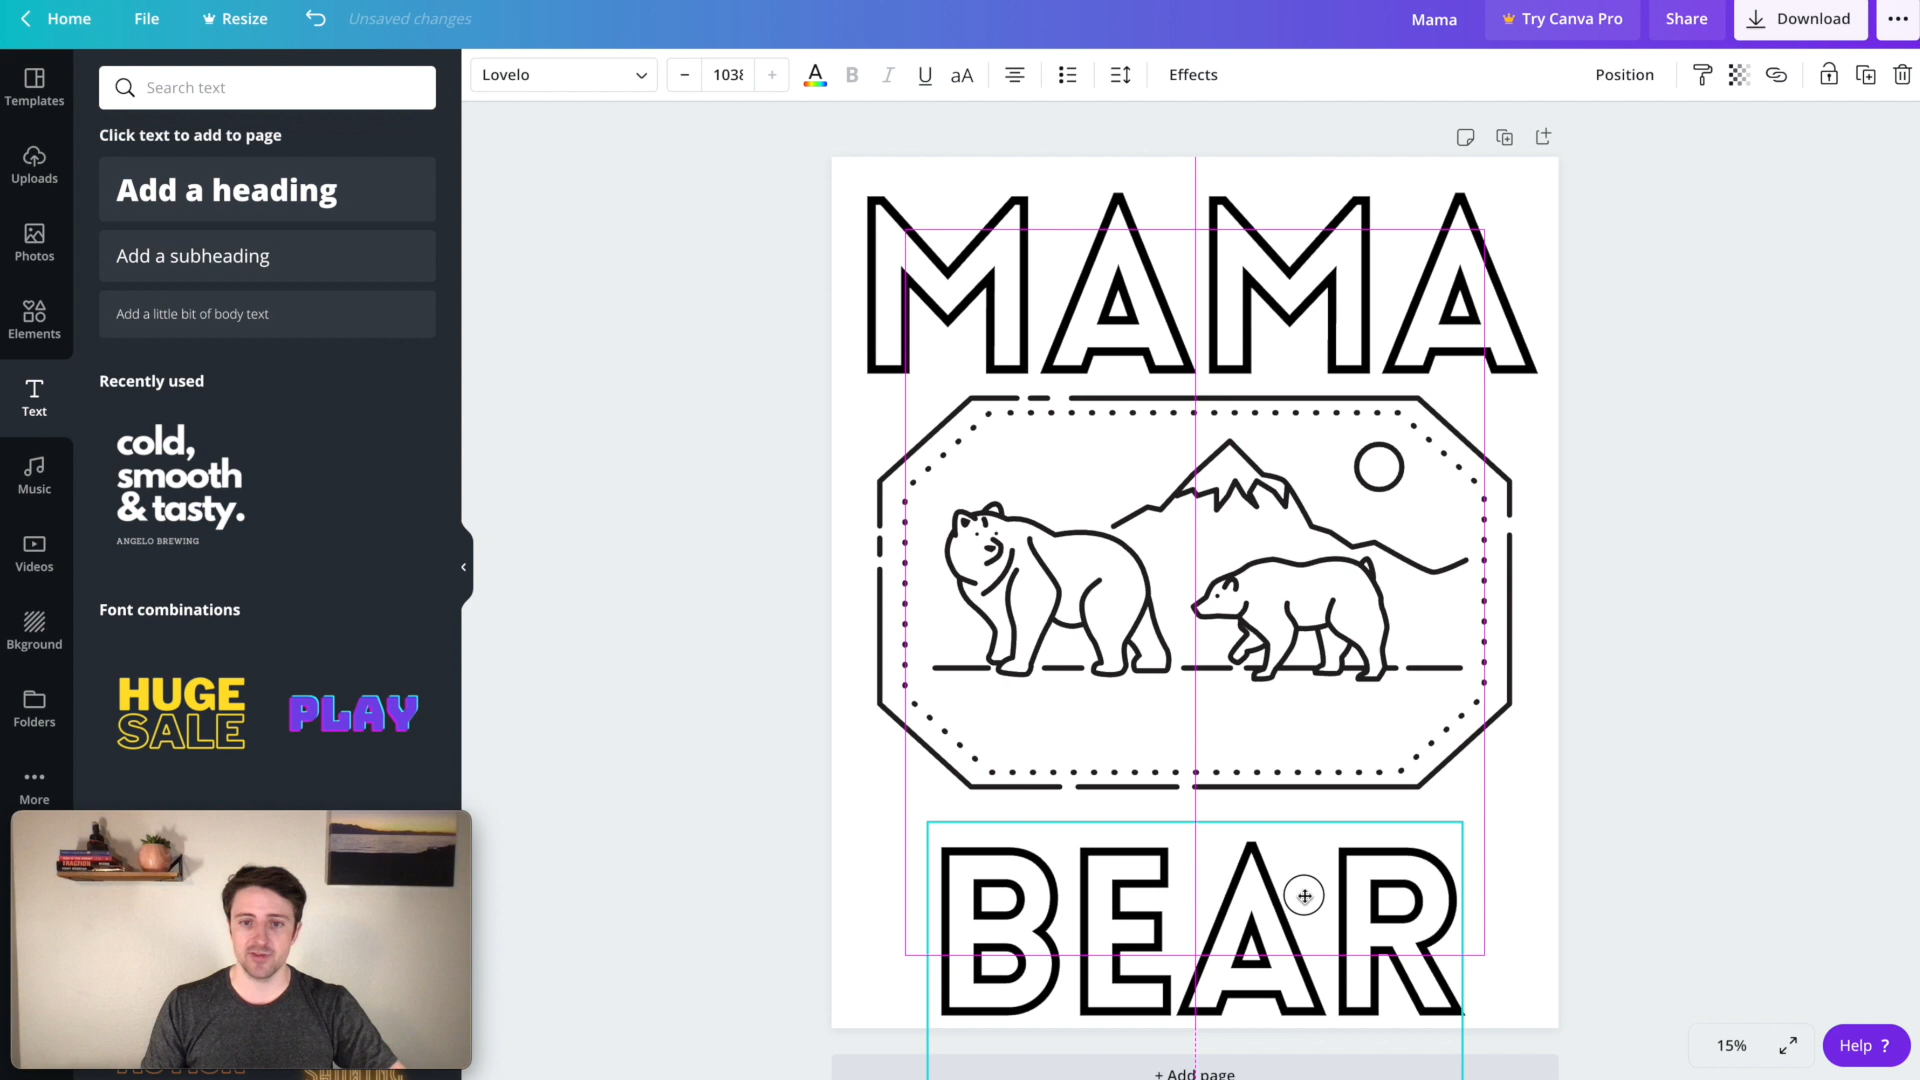 Home
File
Resize
Unsaved changes
Mama
Try Canva Pro
Share
Download
Templates
Uploads
Photos
Elements
Text
Music
Videos
Bkground
Folders
More
Search text
Click text to add to page
Add a heading
Add a subheading
Add a little bit of body text
Recently used
cold,
smooth
& tasty.
ANGELO BREWING
Font combinations
HUGE
SALE
PLAY
Lovelo
1038
B I U aA
Effects
Position
MAMA
BEAR
+ Add page
15%
Help ?
TRACTION